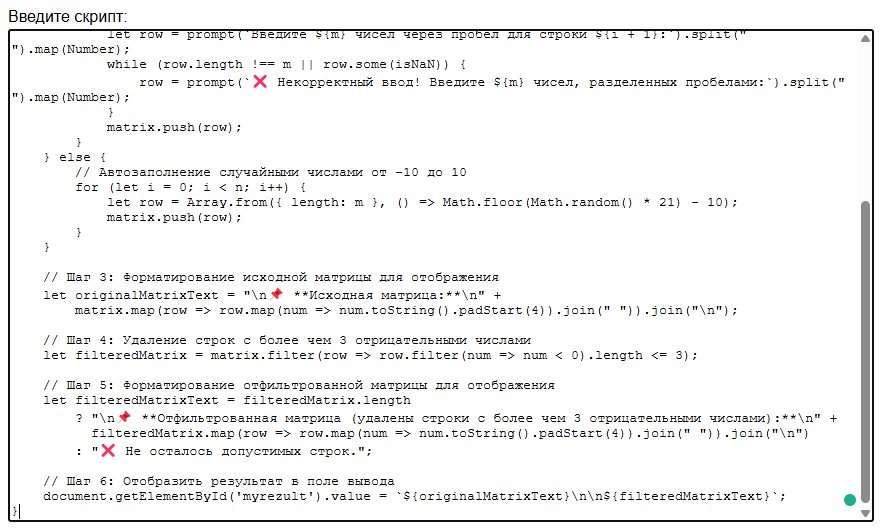 Введите скрипт:
let row = prompt(`Введите ${m} чисел через пробел для строки ${i + 1}:`).split("
").map(Number);
while (row.length !== m || row.some(isNaN)) {
row = prompt(`❌ Некорректный ввод! Введите ${m} чисел, разделенных пробелами:`).split("
").map(Number);
}
matrix.push(row);
}
} else {
// Автозаполнение случайными числами от -10 до 10
for (let i = 0; i < n; i++) {
let row = Array.from({ length: m }, () => Math.floor(Math.random() * 21) - 10);
matrix.push(row);
}
}
// Шаг 3: Форматирование исходной матрицы для отображения
let originalMatrixText = "\n📌 **Исходная матрица:**\n" +
matrix.map(row => row.map(num => num.toString().padStart(4)).join(" ")).join("\n");
// Шаг 4: Удаление строк с более чем 3 отрицательными числами
let filteredMatrix = matrix.filter(row => row.filter(num => num < 0).length <= 3);
// Шаг 5: Форматирование отфильтрованной матрицы для отображения
let filteredMatrixText = filteredMatrix.length
? "\n📌 **Отфильтрованная матрица (удалены строки с более чем 3 отрицательными числами):**\n" +
filteredMatrix.map(row => row.map(num => num.toString().padStart(4)).join(" ")).join("\n")
: "❌ Не осталось допустимых строк.";
// Шаг 6: Отобразить результат в поле вывода
document.getElementById('myrezult').value = `${originalMatrixText}\n\n${filteredMatrixText}`;
}